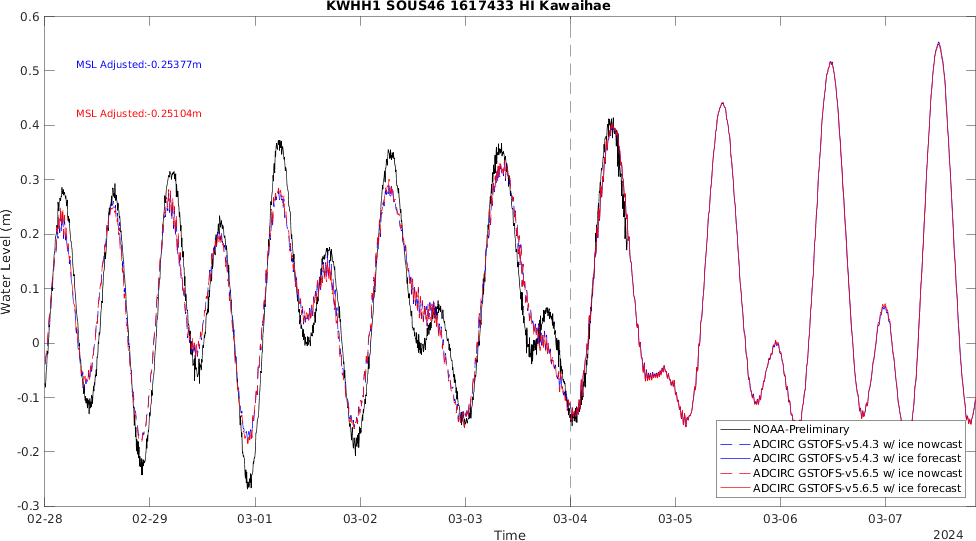 KWHH1 SOUS46 1617433 HI Kawaihae
0.6
0.5
0.4
0.3
0.2
0.1
0
-0.1
-0.2
-0.3
Water Level (m)
MSL Adjusted:-0.25377m
MSL Adjusted:-0.25104m
NOAA-Preliminary
ADCIRC GSTOFS-v5.4.3 w/ ice nowcast
ADCIRC GSTOFS-v5.4.3 w/ ice forecast
ADCIRC GSTOFS-v5.6.5 w/ ice nowcast
ADCIRC GSTOFS-v5.6.5 w/ ice forecast
02-28 02-29 03-01 03-02 03-03 03-04 03-05 03-06 03-07
Time
2024